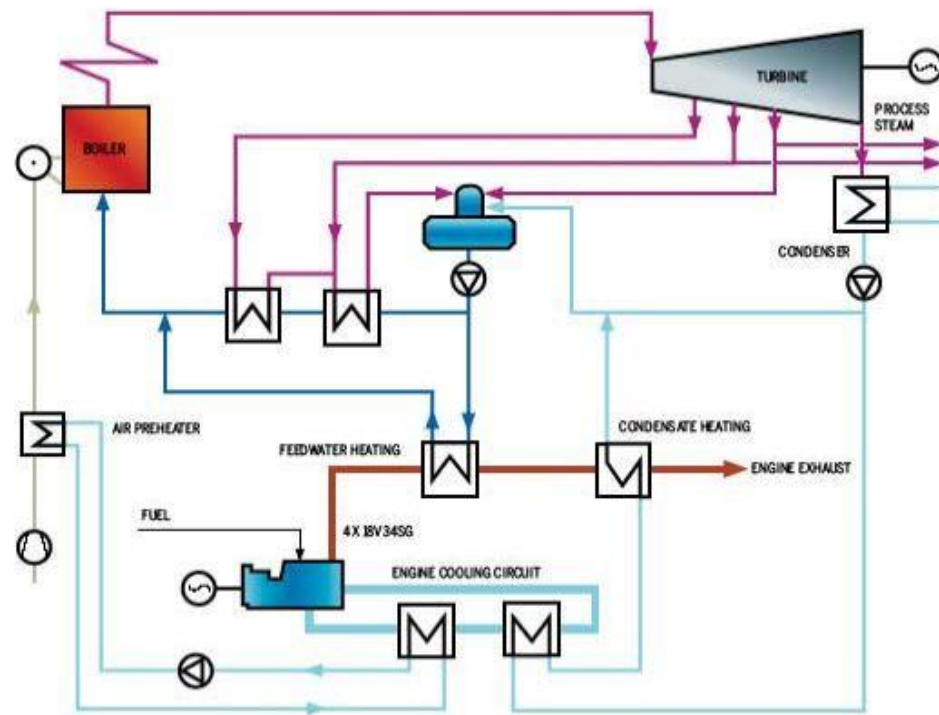 TURBINE
PROCESS
STEAM
BOILER
CONDENSER
AIR PREHEATER
FEEDWATER HEATING
CONDENSATE HEATING
ENGINE EXHAUST
FUEL
4 X 18V34SG
ENGINE COOLING CIRCUIT